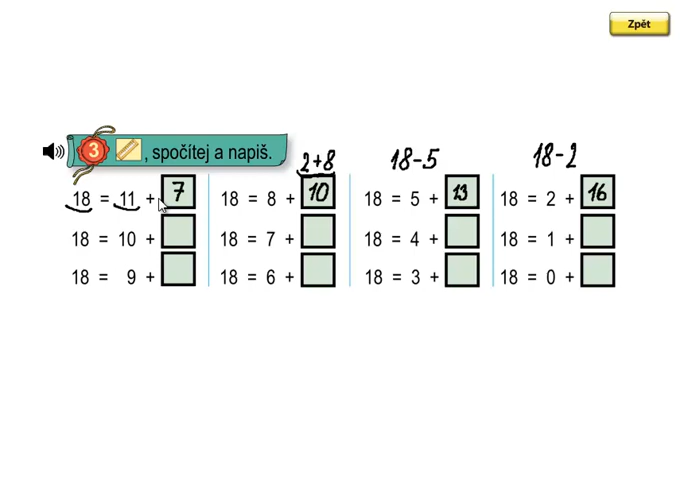 Zpět
3 , spočítej a napiš.
2+8 18-5 18-2
18 = 11 + 7 18 = 8 + 10 18 = 5 + 13 18 = 2 + 16
18 = 10 + 18 = 7 + 18 = 4 + 18 = 1 +
18 = 9 + 18 = 6 + 18 = 3 + 18 = 0 +